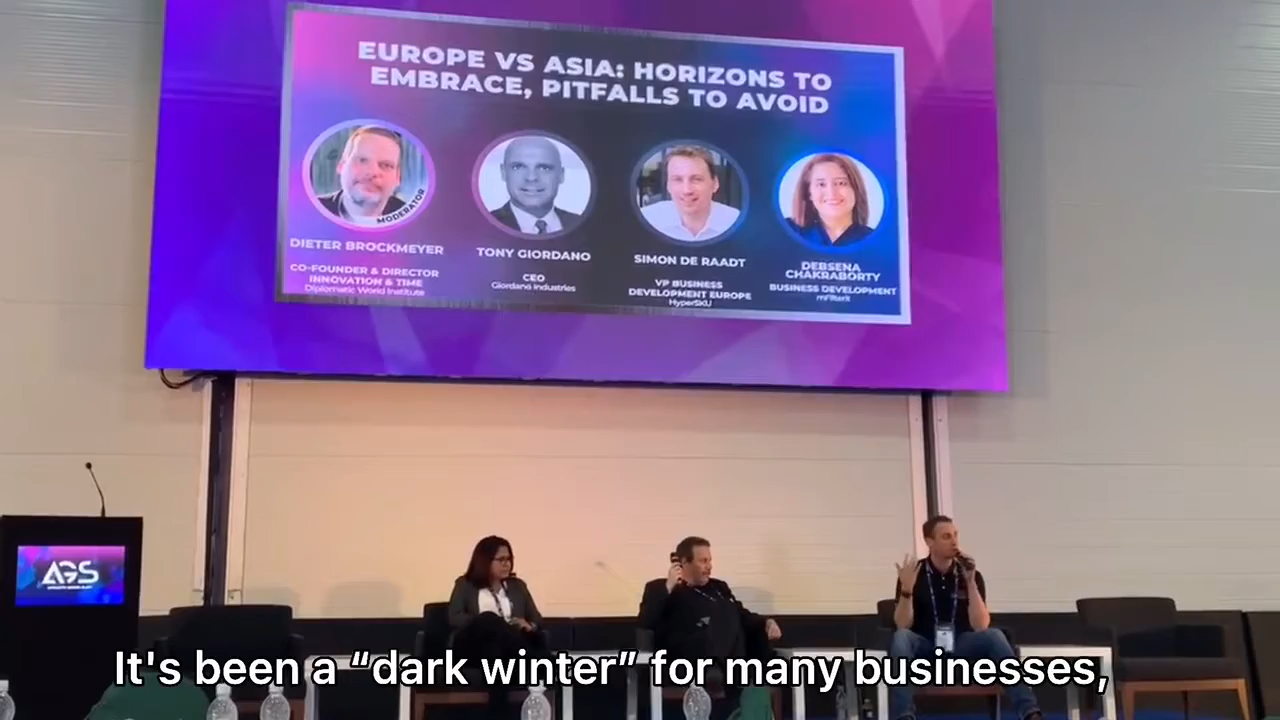 EUROPE VS ASIA: HORIZONS TO
EMBRACE, PITFALLS TO AVOID
MODERATOR
DIETER BROCKMEYER
CO-FOUNDER & DIRECTOR
INNOVATION & TIME
Diplomatic World Institute
TONY GIORDANO
CEO
Giordano Industries
SIMON DE RAADT
VP BUSINESS
DEVELOPMENT EUROPE
HyperSKU
DEBSENA
CHAKRABORTY
BUSINESS DEVELOPMENT
mFilterIt
AGS
It's been a “dark winter” for many businesses,